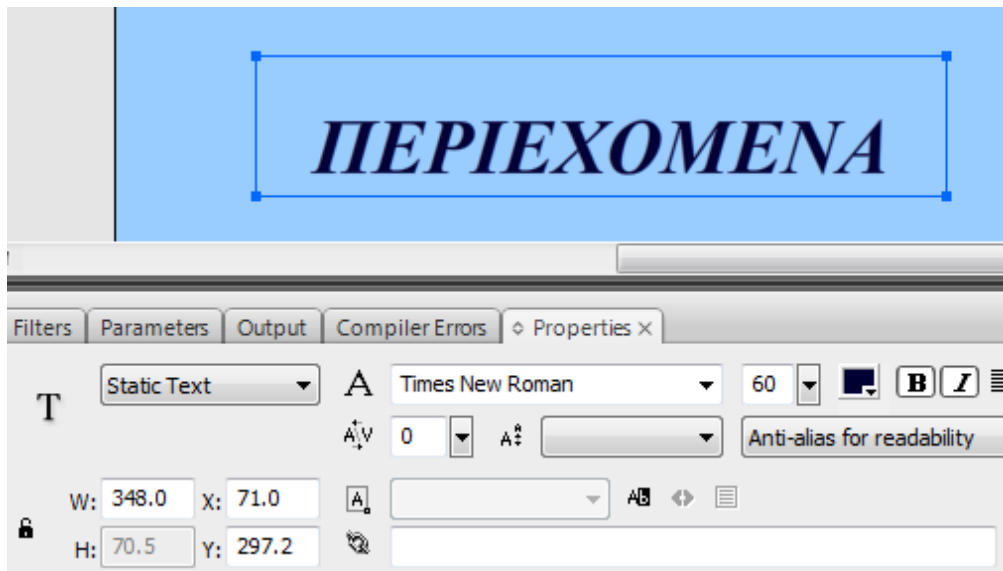 ΠΕΡΙΕΧΟΜΕΝΑ
Filters Parameters Output Compiler Errors Properties
T Static Text A Times New Roman 60 B I
A V 0 A Anti-alias for readability
W: 348.0 X: 71.0 A Ab
H: 70.5 Y: 297.2